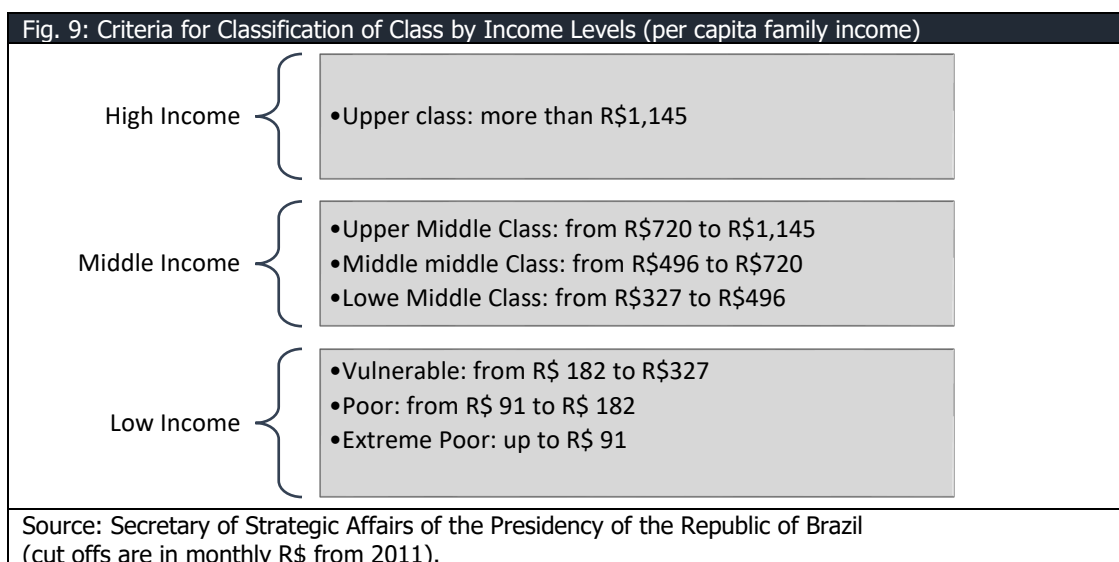 Fig. 9: Criteria for Classification of Class by Income Levels (per capita family income)
High Income
•Upper class: more than R$1,145
Middle Income
•Upper Middle Class: from R$720 to R$1,145
•Middle middle Class: from R$496 to R$720
•Lowe Middle Class: from R$327 to R$496
Low Income
•Vulnerable: from R$ 182 to R$327
•Poor: from R$ 91 to R$ 182
•Extreme Poor: up to R$ 91
Source: Secretary of Strategic Affairs of the Presidency of the Republic of Brazil
(cut offs are in monthly R$ from 2011).